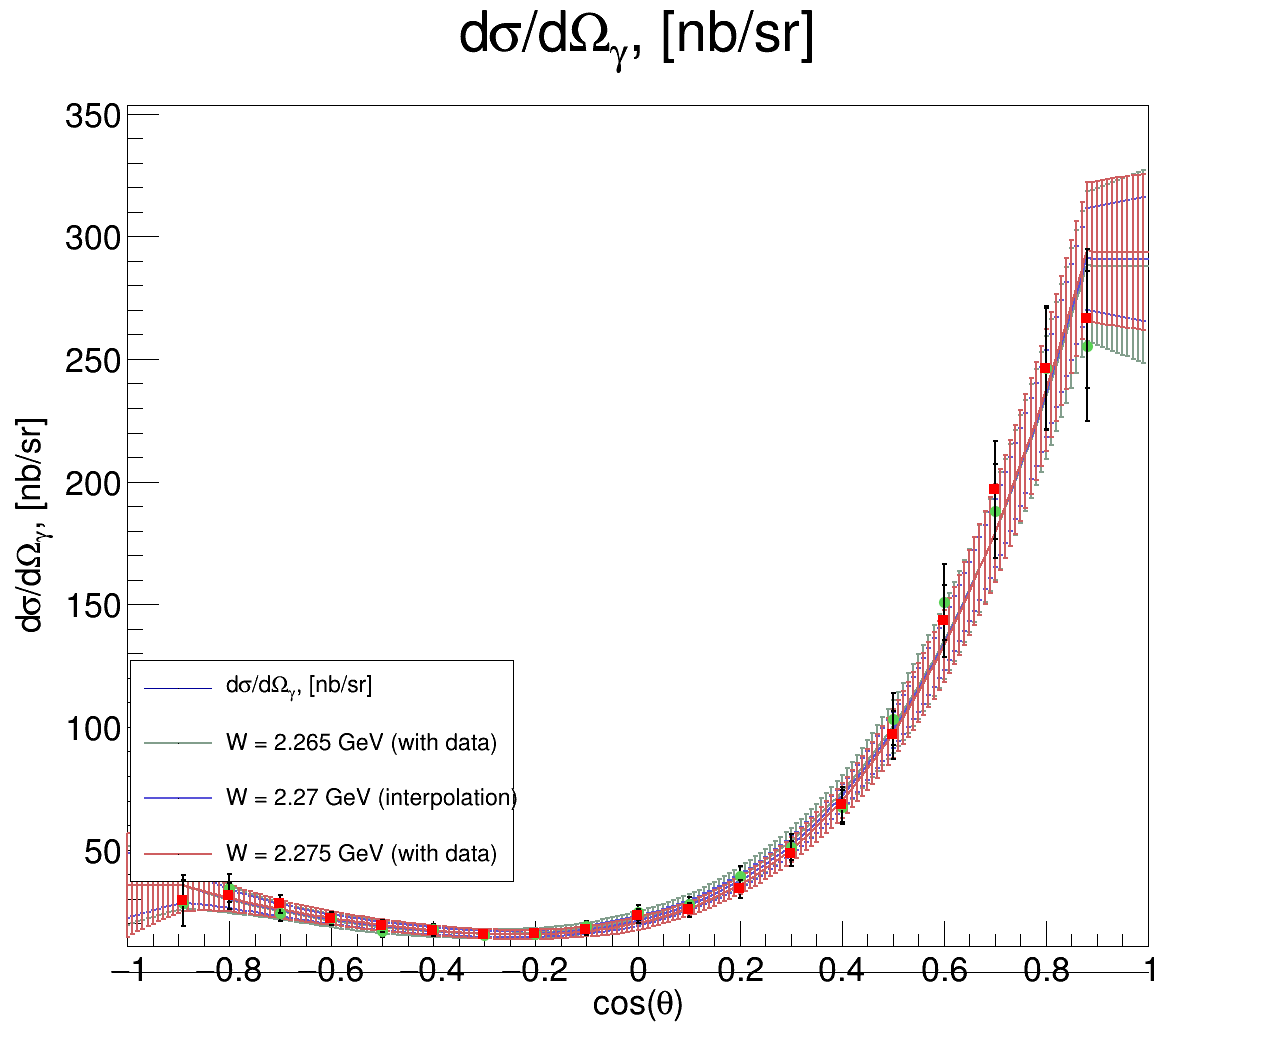 dσ/dΩγ, [nb/sr]
350
300
250
200
150
100
50
dσ/dΩγ, [nb/sr]
dσ/dΩγ, [nb/sr]
W = 2.265 GeV (with data)
W = 2.27 GeV (interpolation)
W = 2.275 GeV (with data)
−1 −0.8 −0.6 −0.4 −0.2 0 0.2 0.4 0.6 0.8 1
cos(θ)